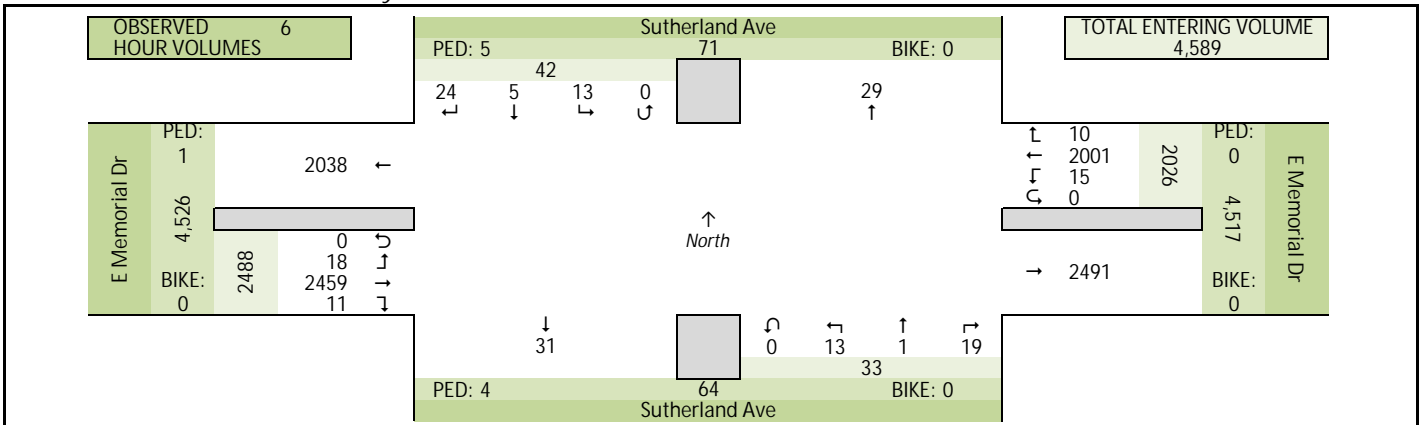 OBSERVED 6
HOUR VOLUMES
Sutherland Ave
PED: 5 71 BIKE: 0
TOTAL ENTERING VOLUME
4,589
42
24 5 13 0
↵ ↓ ↳ ↺
29
↑
E Memorial Dr
PED:
1
4,526
BIKE:
0
2038 ←
2488
0 ↺
18 ↰
2459 →
11 ↴
↑
North
↱ 10
← 2001
↲ 15
↺ 0
2026
→ 2491
PED:
0
4,517
BIKE:
0
E Memorial Dr
↓
31
↺ ↰ ↑ ↱
0 13 1 19
33
PED: 4 64 BIKE: 0
Sutherland Ave